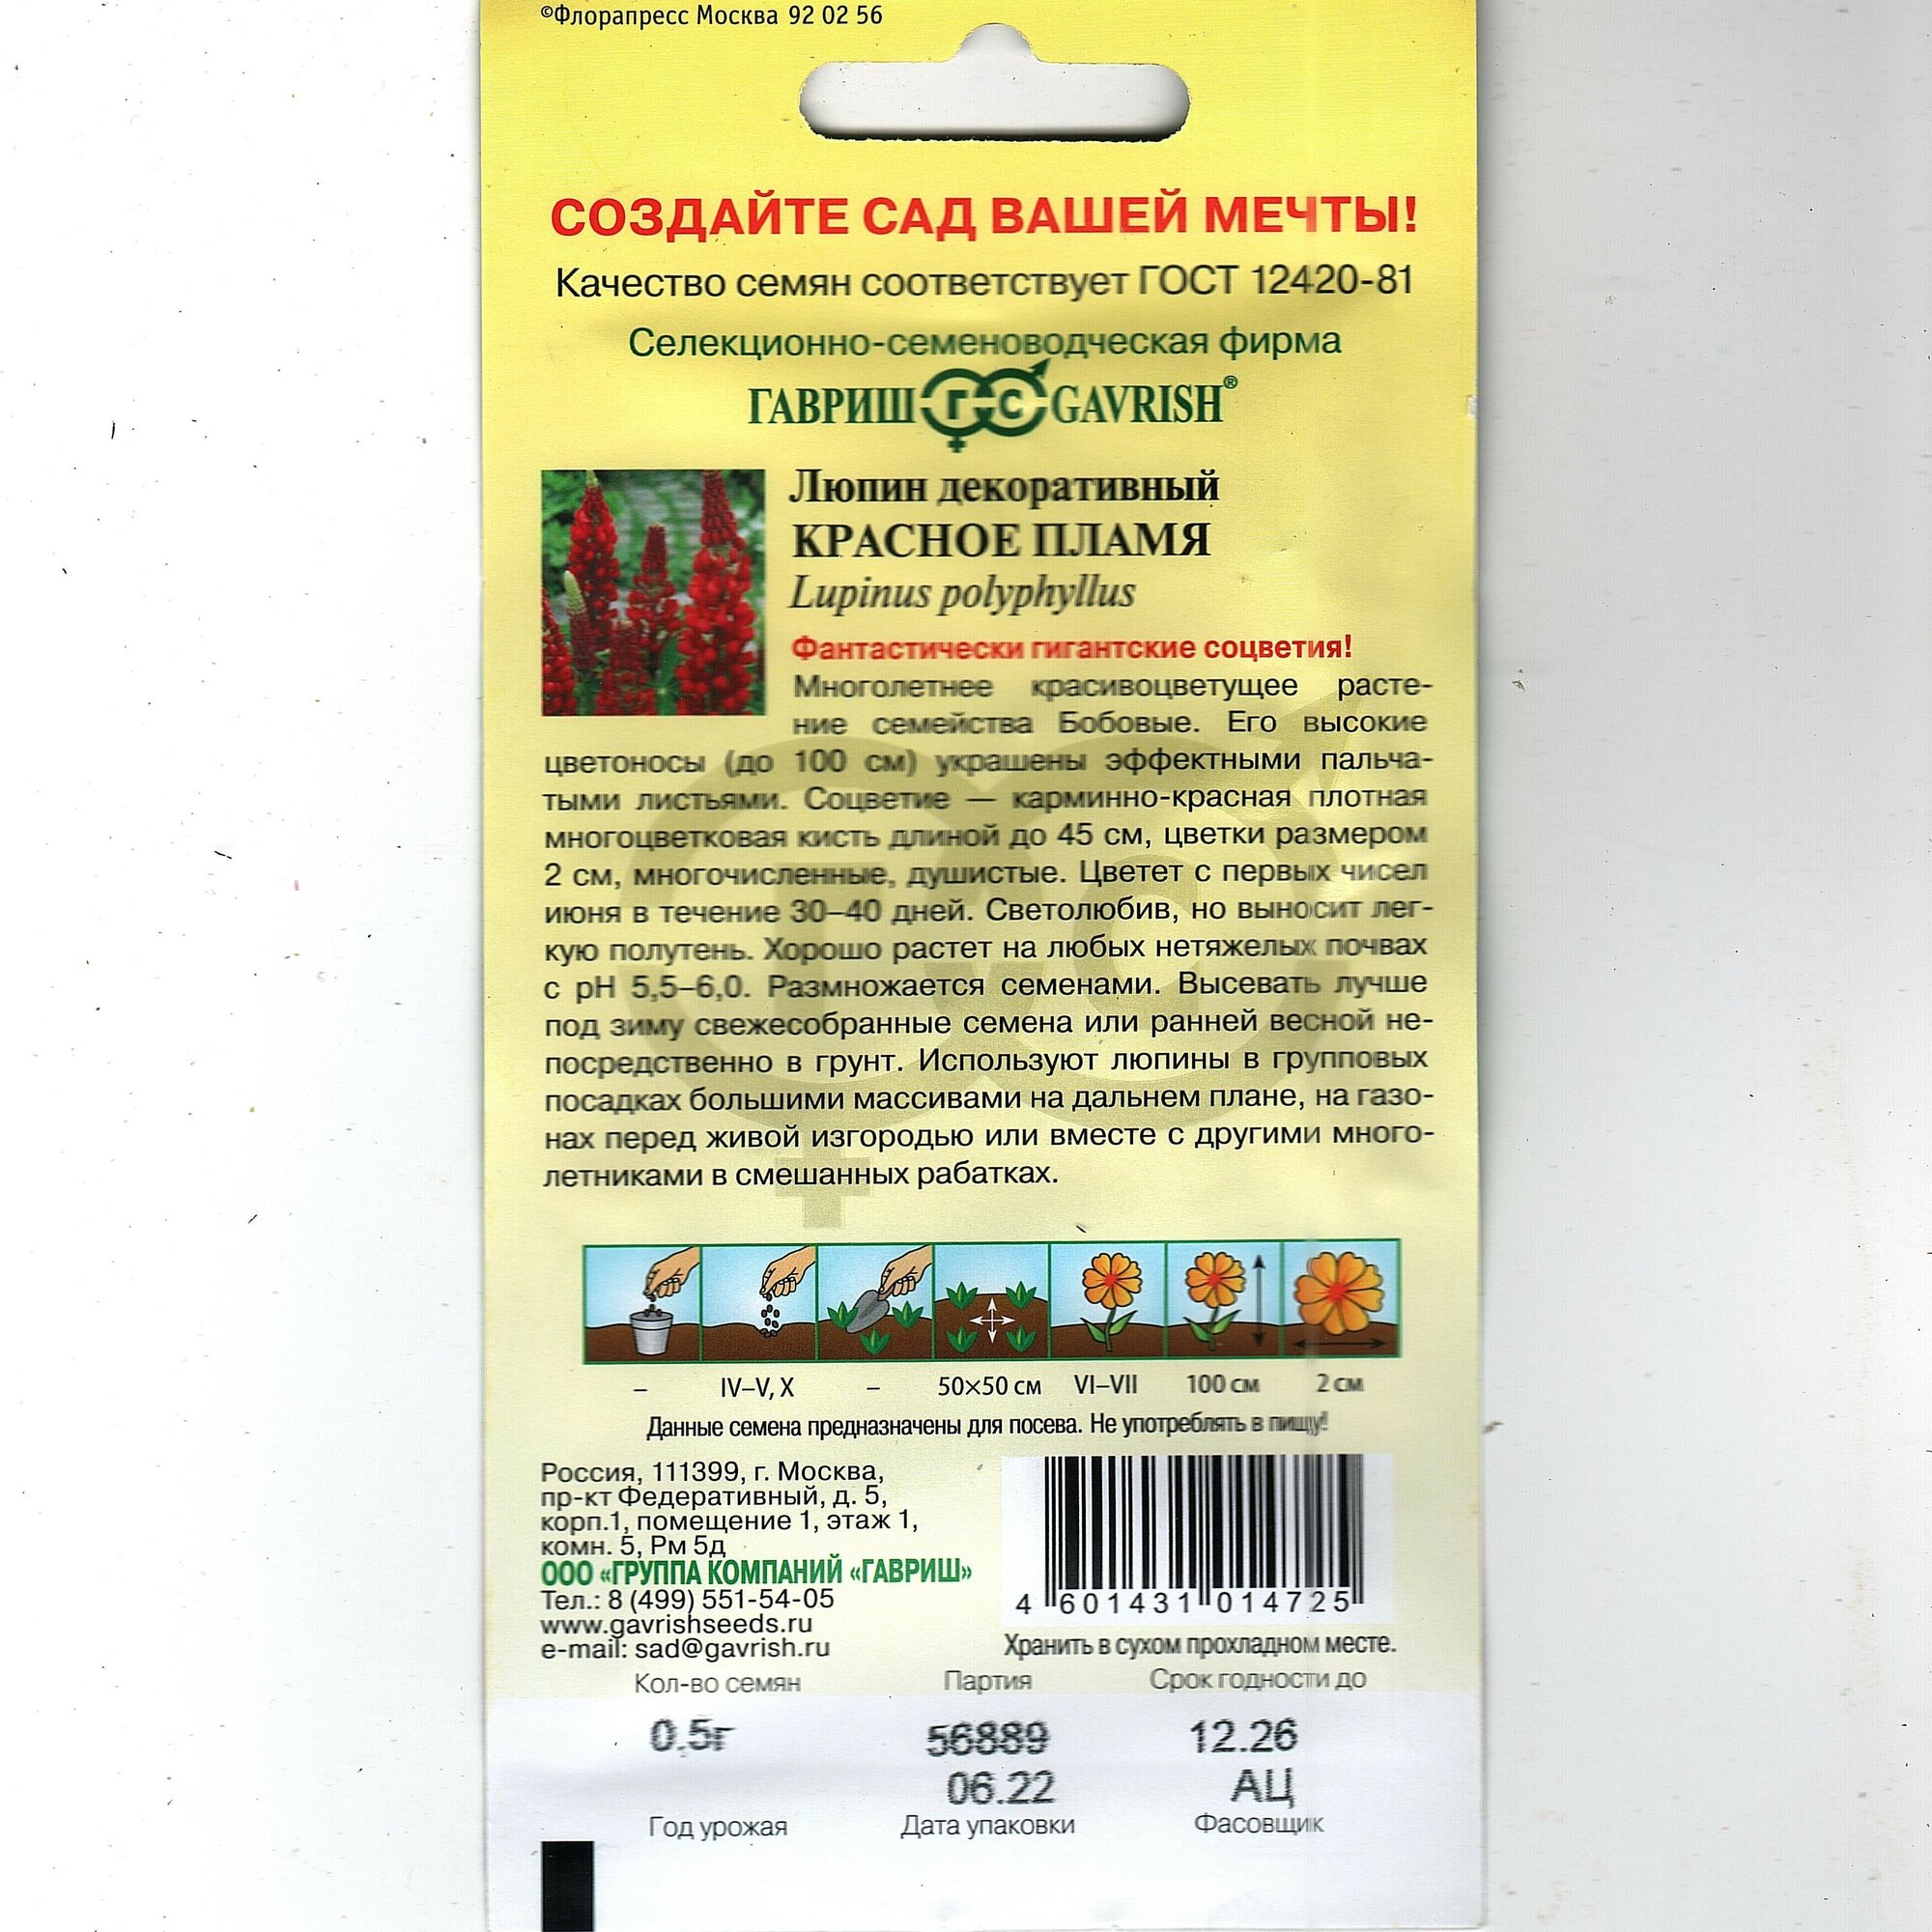 ©Флорапресс Москва 92 02 56
СОЗДАЙТЕ САД ВАШЕЙ МЕЧТЫ!
Качество семян соответствует ГОСТ 12420-81
Селекционно-семеноводческая фирма
ГАВРИШ ГС GAVRISH®
Люпин декоративный
КРАСНОЕ ПЛАМЯ
Lupinus polyphyllus
Фантастически гигантские соцветия!
Многолетнее красивоцветущее расте-
ние семейства Бобовые. Его высокие
цветоносы (до 100 см) украшены эффектными пальча-
тыми листьями. Соцветие — карминно-красная плотная
многоцветковая кисть длиной до 45 см, цветки размером
2 см, многочисленные, душистые. Цветет с первых чисел
июня в течение 30–40 дней. Светолюбив, но выносит лег-
кую полутень. Хорошо растет на любых нетяжелых почвах
с pH 5,5–6,0. Размножается семенами. Высевать лучше
под зиму свежесобранные семена или ранней весной не-
посредственно в грунт. Используют люпины в групповых
посадках большими массивами на дальнем плане, на газо-
нах перед живой изгородью или вместе с другими много-
летниками в смешанных рабатках.
– IV–V, X – 50×50 см VI–VII 100 см 2 см
Данные семена предназначены для посева. Не употреблять в пищу!
Россия, 111399, г. Москва,
пр-кт Федеративный, д. 5,
корп.1, помещение 1, этаж 1,
комн. 5, Рм 5д
ООО «ГРУППА КОМПАНИЙ «ГАВРИШ»
Тел.: 8 (499) 551-54-05
www.gavrishseeds.ru
e-mail: sad@gavrish.ru
4 601431 014725
Хранить в сухом прохладном месте.
Кол-во семян Партия Срок годности до
0.5г 56889 12.26
06.22 АЦ
Год урожая Дата упаковки Фасовщик